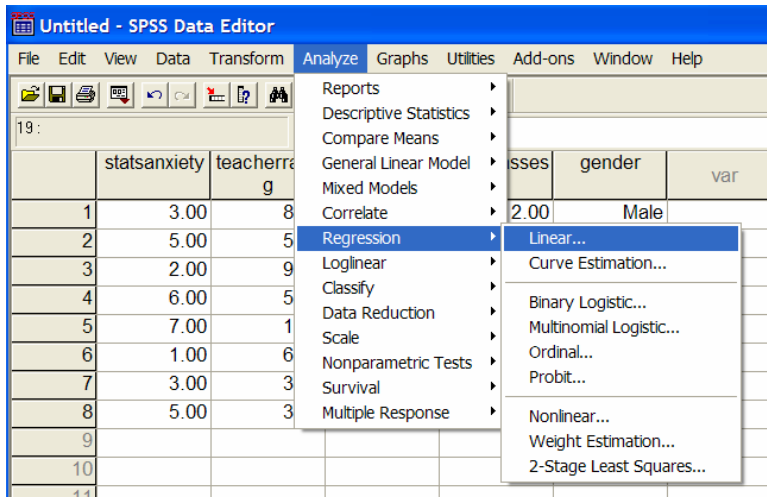 Untitled - SPSS Data Editor
File Edit View Data Transform Analyze Graphs Utilities Add-ons Window Help
19 :
statsanxiety teacherra g sses gender var
1 3.00 8 2.00 Male
2 5.00 5
3 2.00 9
4 6.00 5
5 7.00 1
6 1.00 6
7 3.00 3
8 5.00 3
9
10
11
Reports
Descriptive Statistics
Compare Means
General Linear Model
Mixed Models
Correlate
Regression
Loglinear
Classify
Data Reduction
Scale
Nonparametric Tests
Survival
Multiple Response
Linear...
Curve Estimation...
Binary Logistic...
Multinomial Logistic...
Ordinal...
Probit...
Nonlinear...
Weight Estimation...
2-Stage Least Squares...